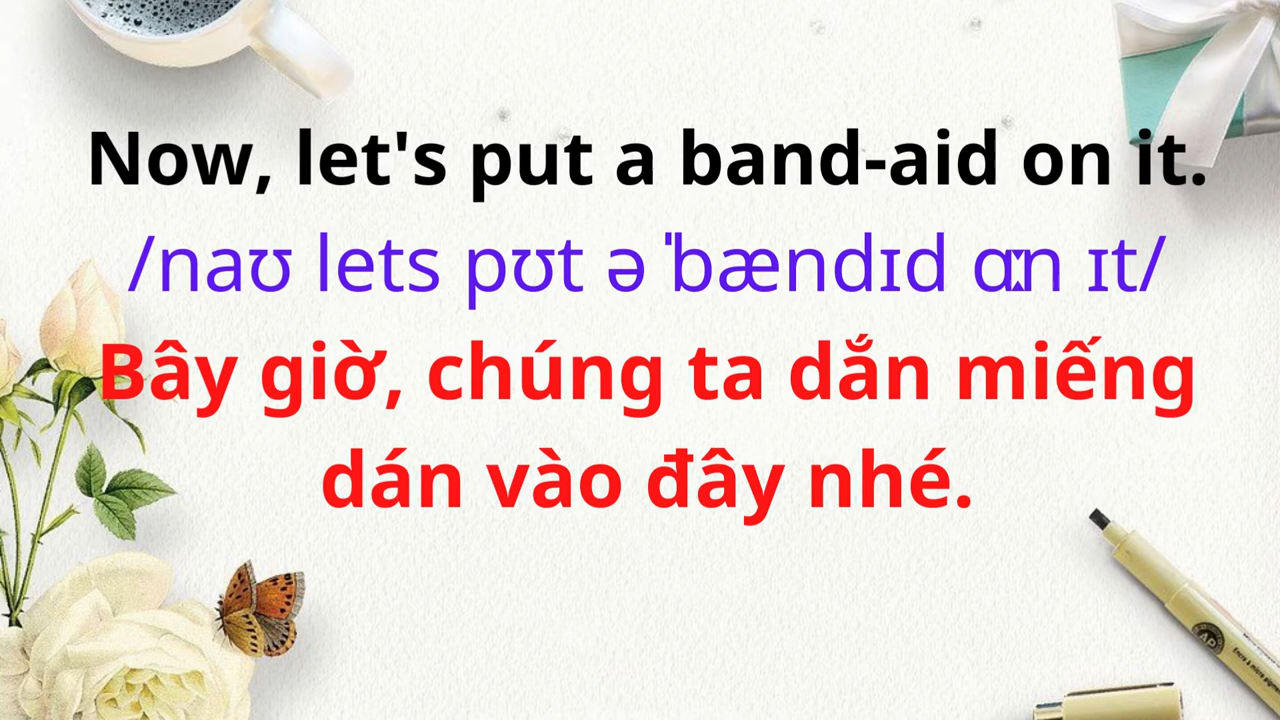 Now, let's put a band-aid on it.
/naʊ lets pʊt ə ˈbændɪd ɑːn ɪt/
Bây giờ, chúng ta dắn miếng
dán vào đây nhé.